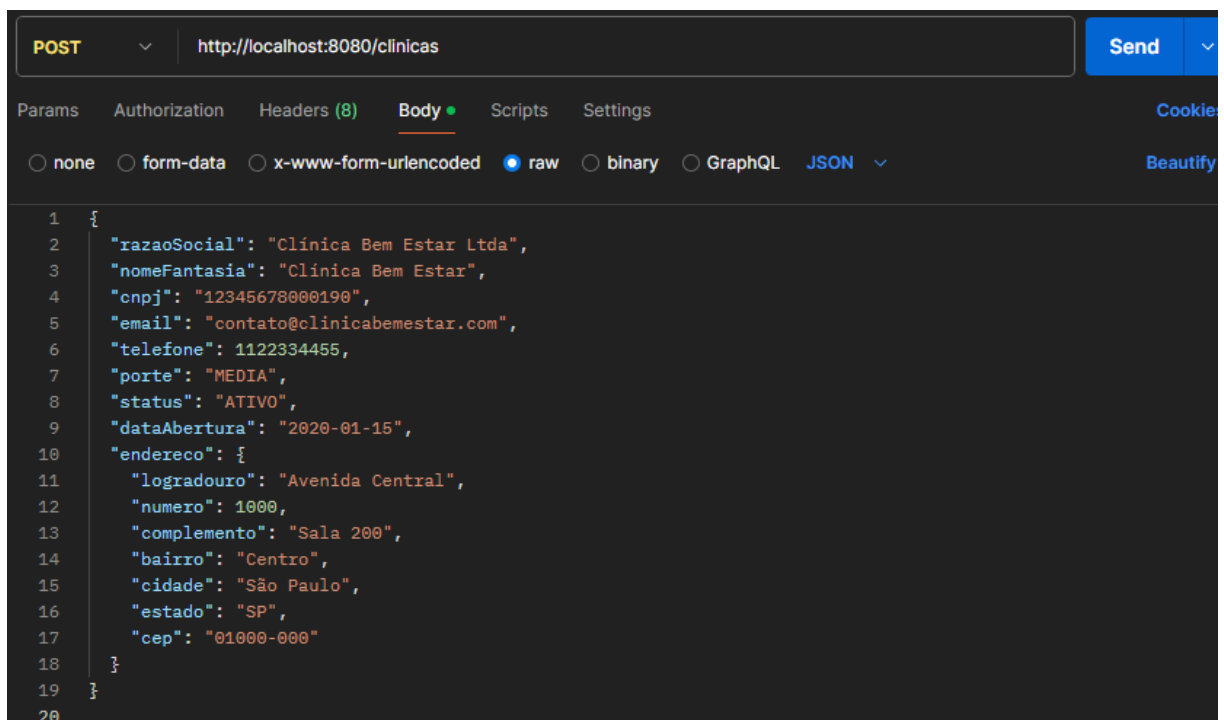 POST http://localhost:8080/clinicas Send
Params Authorization Headers (8) Body Scripts Settings Cookies
none form-data x-www-form-urlencoded raw binary GraphQL JSON Beautify
1 {
2 "razaoSocial": "Clínica Bem Estar Ltda",
3 "nomeFantasia": "Clínica Bem Estar",
4 "cnpj": "12345678000190",
5 "email": "contato@clinicabemestar.com",
6 "telefone": 1122334455,
7 "porte": "MEDIA",
8 "status": "ATIVO",
9 "dataAbertura": "2020-01-15",
10 "endereco": {
11 "logradouro": "Avenida Central",
12 "numero": 1000,
13 "complemento": "Sala 200",
14 "bairro": "Centro",
15 "cidade": "São Paulo",
16 "estado": "SP",
17 "cep": "01000-000"
18 }
19 }
20